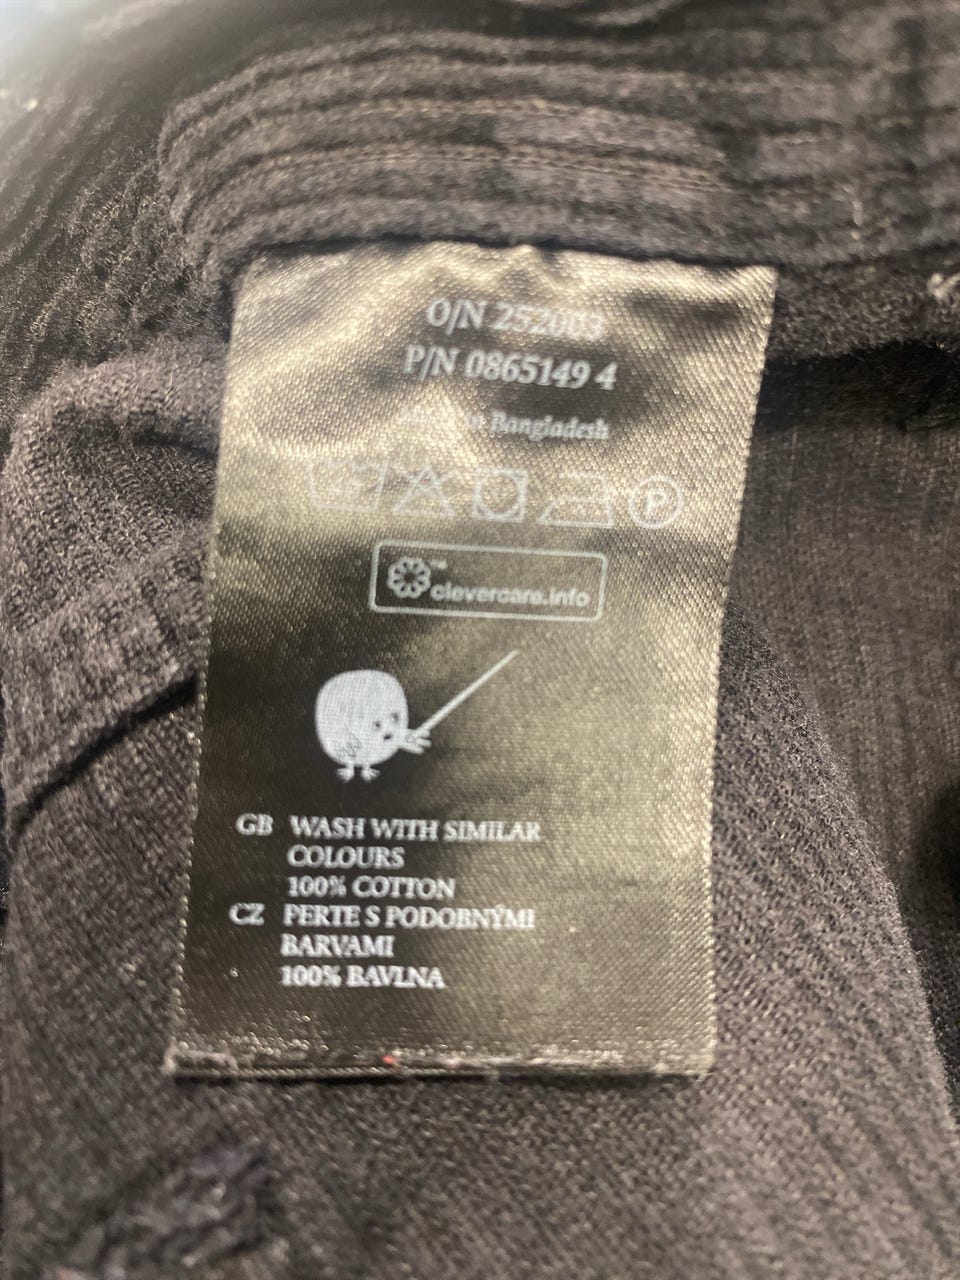 O/N 252003
P/N 0865149 4
in Bangladesh
P
clevercare.info
GB WASH WITH SIMILAR
COLOURS
100% COTTON
CZ PERTE S PODOBNÝMI
BARVAMI
100% BAVLNA